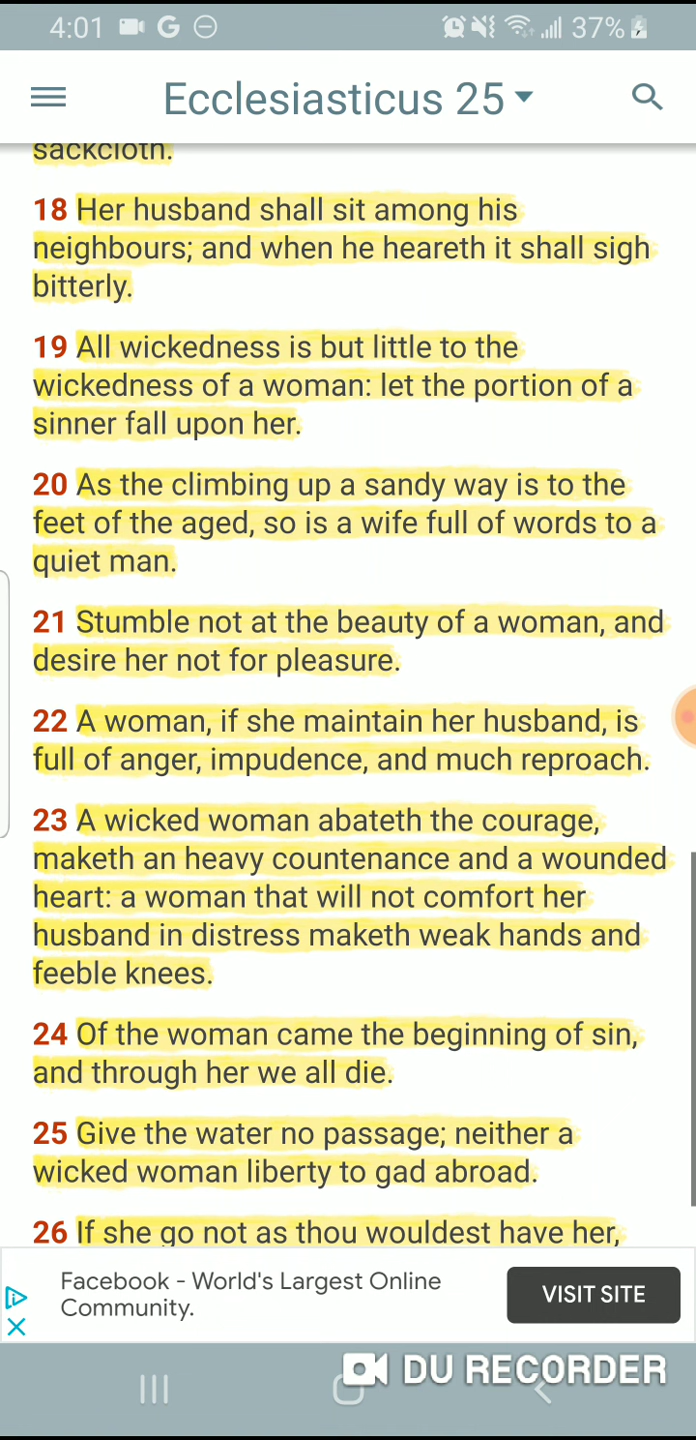 4:01 G 37%
Ecclesiasticus 25
sackcloth.
18 Her husband shall sit among his
neighbours; and when he heareth it shall sigh
bitterly.
19 All wickedness is but little to the
wickedness of a woman: let the portion of a
sinner fall upon her.
20 As the climbing up a sandy way is to the
feet of the aged, so is a wife full of words to a
quiet man.
21 Stumble not at the beauty of a woman, and
desire her not for pleasure.
22 A woman, if she maintain her husband, is
full of anger, impudence, and much reproach.
23 A wicked woman abateth the courage,
maketh an heavy countenance and a wounded
heart: a woman that will not comfort her
husband in distress maketh weak hands and
feeble knees.
24 Of the woman came the beginning of sin,
and through her we all die.
25 Give the water no passage; neither a
wicked woman liberty to gad abroad.
26 If she go not as thou wouldest have her,
Facebook - World's Largest Online
Community.
VISIT SITE
DU RECORDER